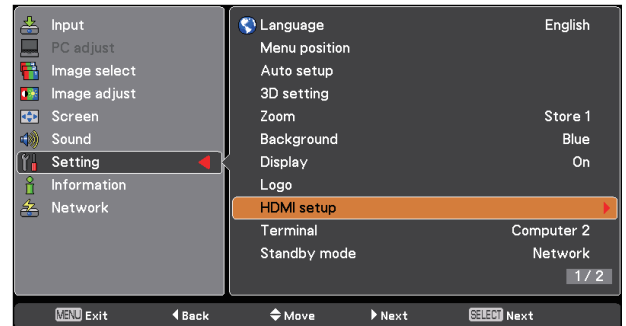 Input
PC adjust
Image select
Image adjust
Screen
Sound
Setting
Information
Network
Language English
Menu position
Auto setup
3D setting
Zoom Store 1
Background Blue
Display On
Logo
HDMI setup
Terminal Computer 2
Standby mode Network
1/2
MENU Exit Back Move Next SELECT Next